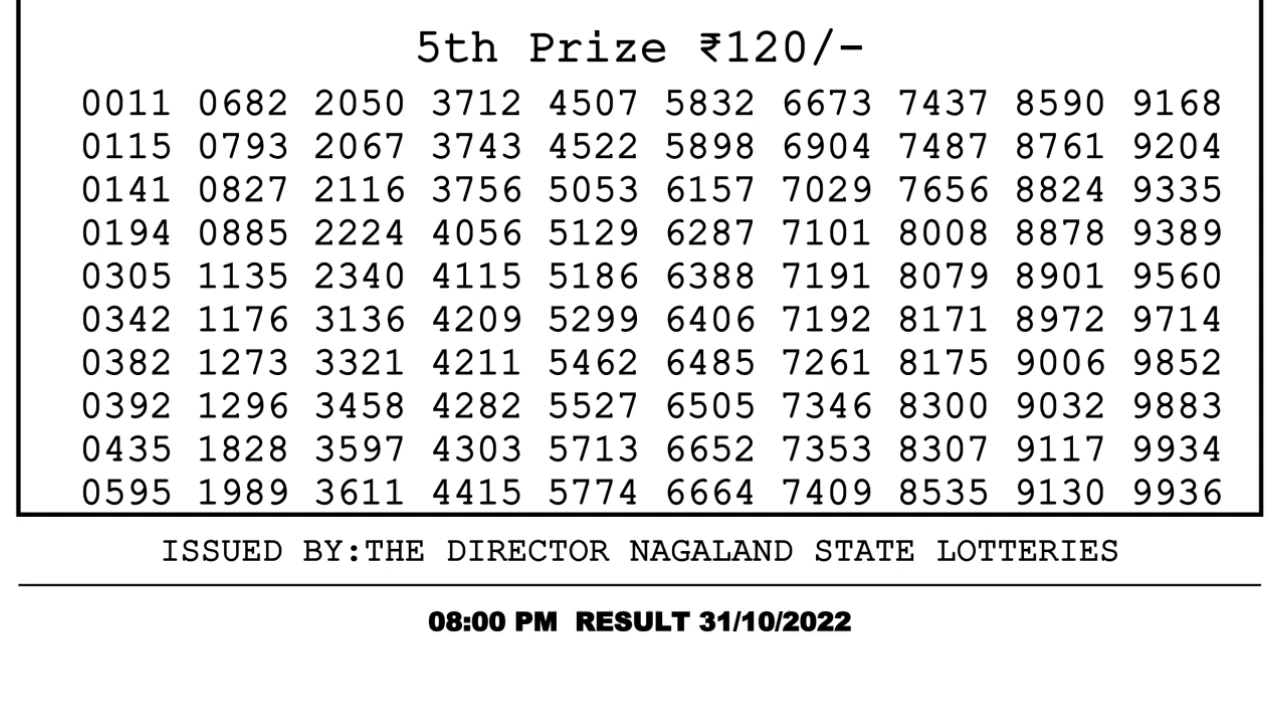 5th Prize ₹120/-
0011 0682 2050 3712 4507 5832 6673 7437 8590 9168
0115 0793 2067 3743 4522 5898 6904 7487 8761 9204
0141 0827 2116 3756 5053 6157 7029 7656 8824 9335
0194 0885 2224 4056 5129 6287 7101 8008 8878 9389
0305 1135 2340 4115 5186 6388 7191 8079 8901 9560
0342 1176 3136 4209 5299 6406 7192 8171 8972 9714
0382 1273 3321 4211 5462 6485 7261 8175 9006 9852
0392 1296 3458 4282 5527 6505 7346 8300 9032 9883
0435 1828 3597 4303 5713 6652 7353 8307 9117 9934
0595 1989 3611 4415 5774 6664 7409 8535 9130 9936
ISSUED BY:THE DIRECTOR NAGALAND STATE LOTTERIES
08:00 PM RESULT 31/10/2022